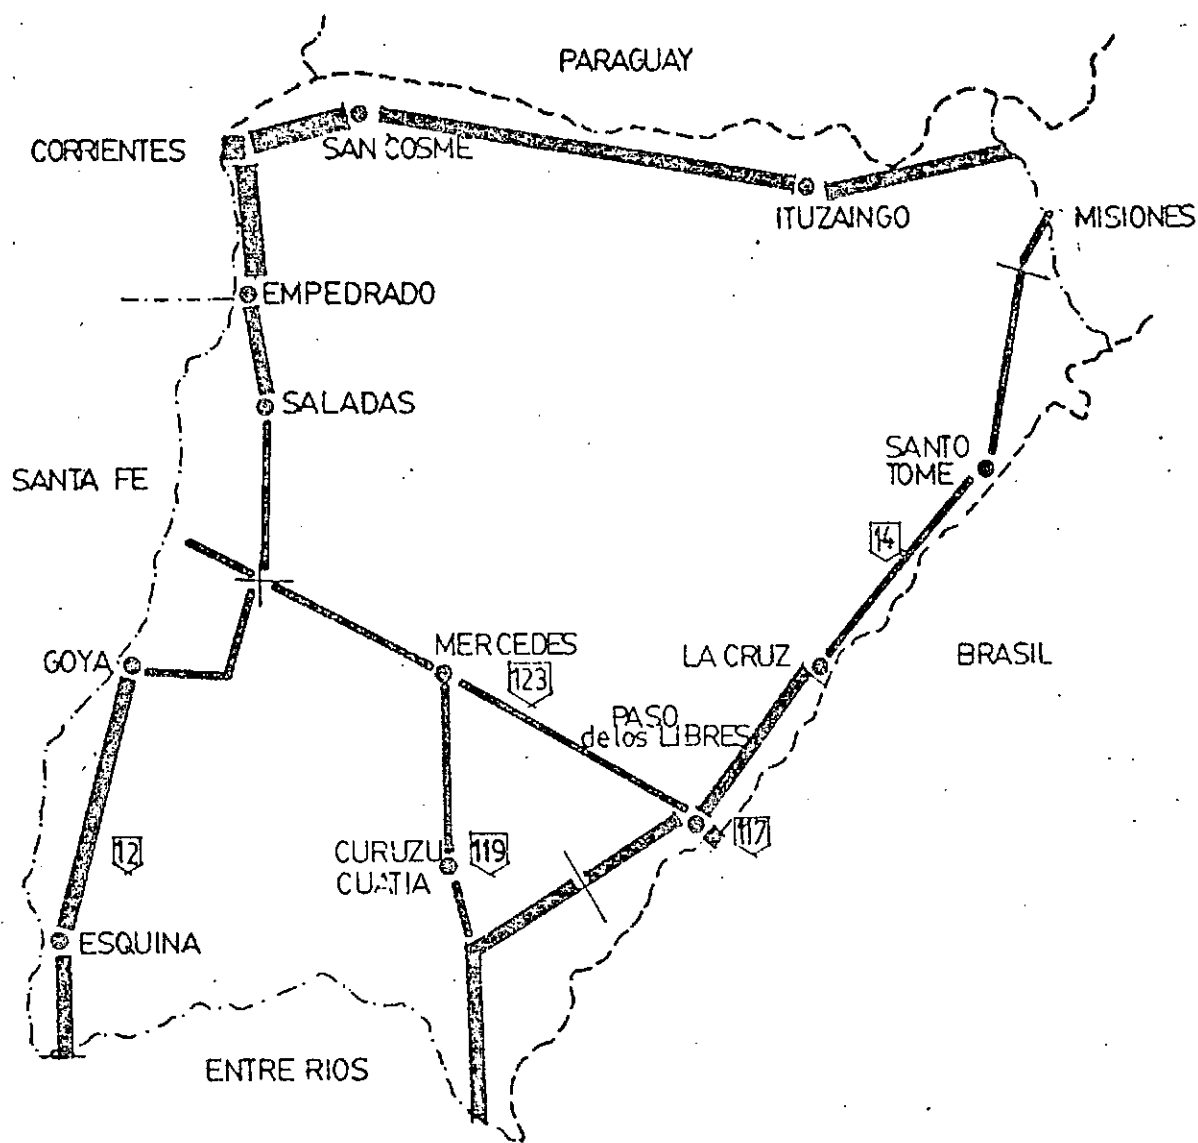 PARAGUAY
CORRIENTES
SAN COSME
ITUZAINGO
MISIONES
EMPEDRADO
SALADAS
SANTA FE
SANTO
TOME
14
GOYA
MERCEDES
123
LA CRUZ
BRASIL
PASO
de los LIBRES
12
CURUZU
CUATIA
119
117
ESQUINA
ENTRE RIOS